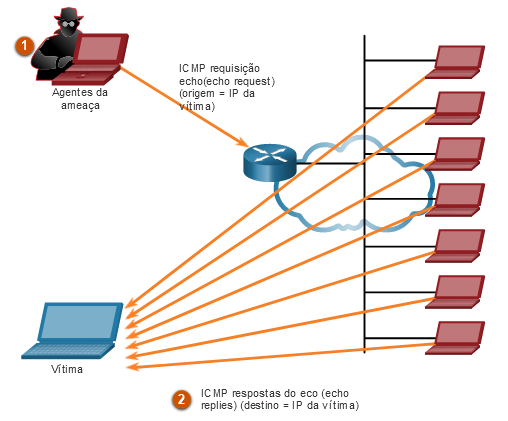 1
Agentes da
ameaça
ICMP requisição
echo(echo request)
(origem = IP da
vítima)
Vítima
2
ICMP respostas do eco (echo
replies) (destino = IP da vítima)